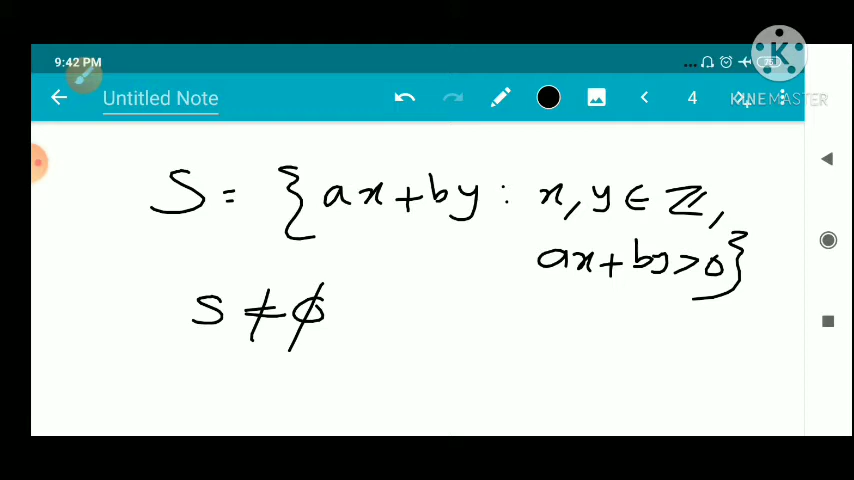 9:42 PM
K
KINEMASTER
Untitled Note
4
S = { ax + by : x, y ∈ ℤ,
ax + by > 0 }
S ≠ ϕ